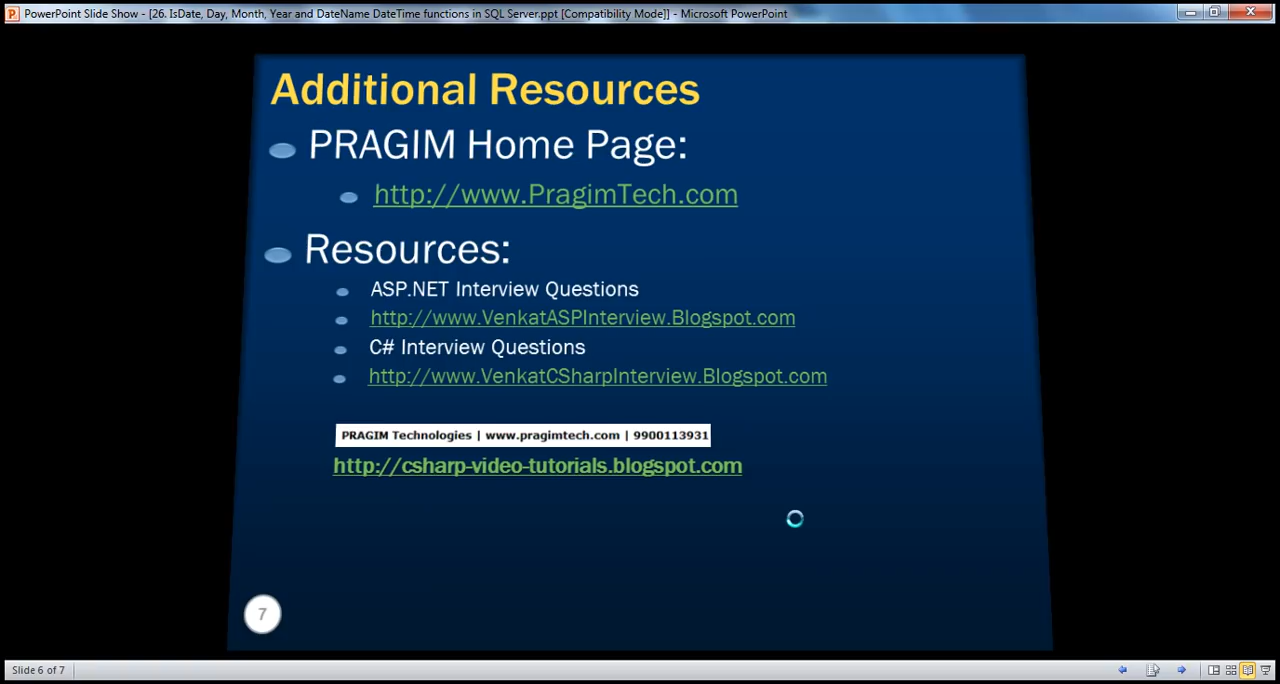 PowerPoint Slide Show - [26. IsDate, Day, Month, Year and DateName DateTime functions in SQL Server.ppt [Compatibility Mode]] - Microsoft PowerPoint
Additional Resources
PRAGIM Home Page:
http://www.PragimTech.com
Resources:
ASP.NET Interview Questions
http://www.VenkatASPInterview.Blogspot.com
C# Interview Questions
http://www.VenkatCSharpInterview.Blogspot.com
PRAGIM Technologies | www.pragimtech.com | 9900113931
http://csharp-video-tutorials.blogspot.com
7
Slide 6 of 7